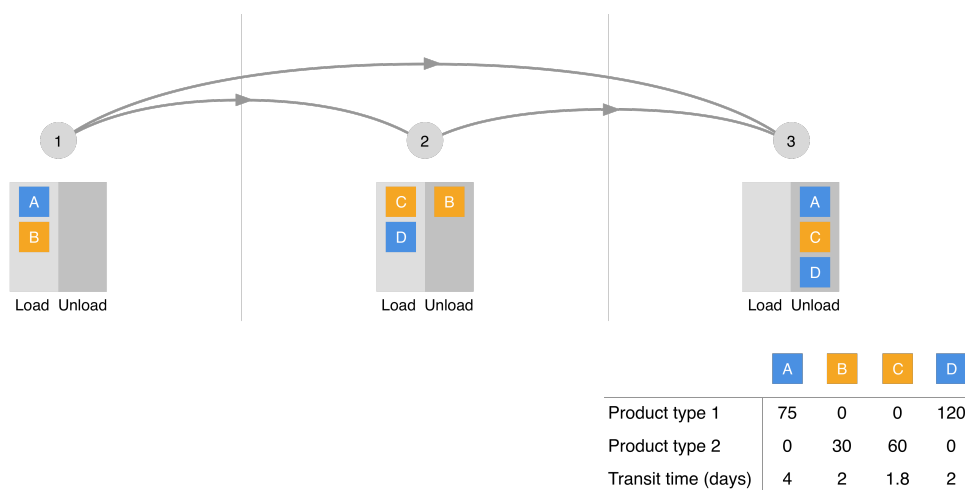 1
2
3
A
B
C
B
D
A
C
D
Load Unload
Load Unload
Load Unload
A B C D
Product type 1 75 0 0 120
Product type 2 0 30 60 0
Transit time (days) 4 2 1.8 2